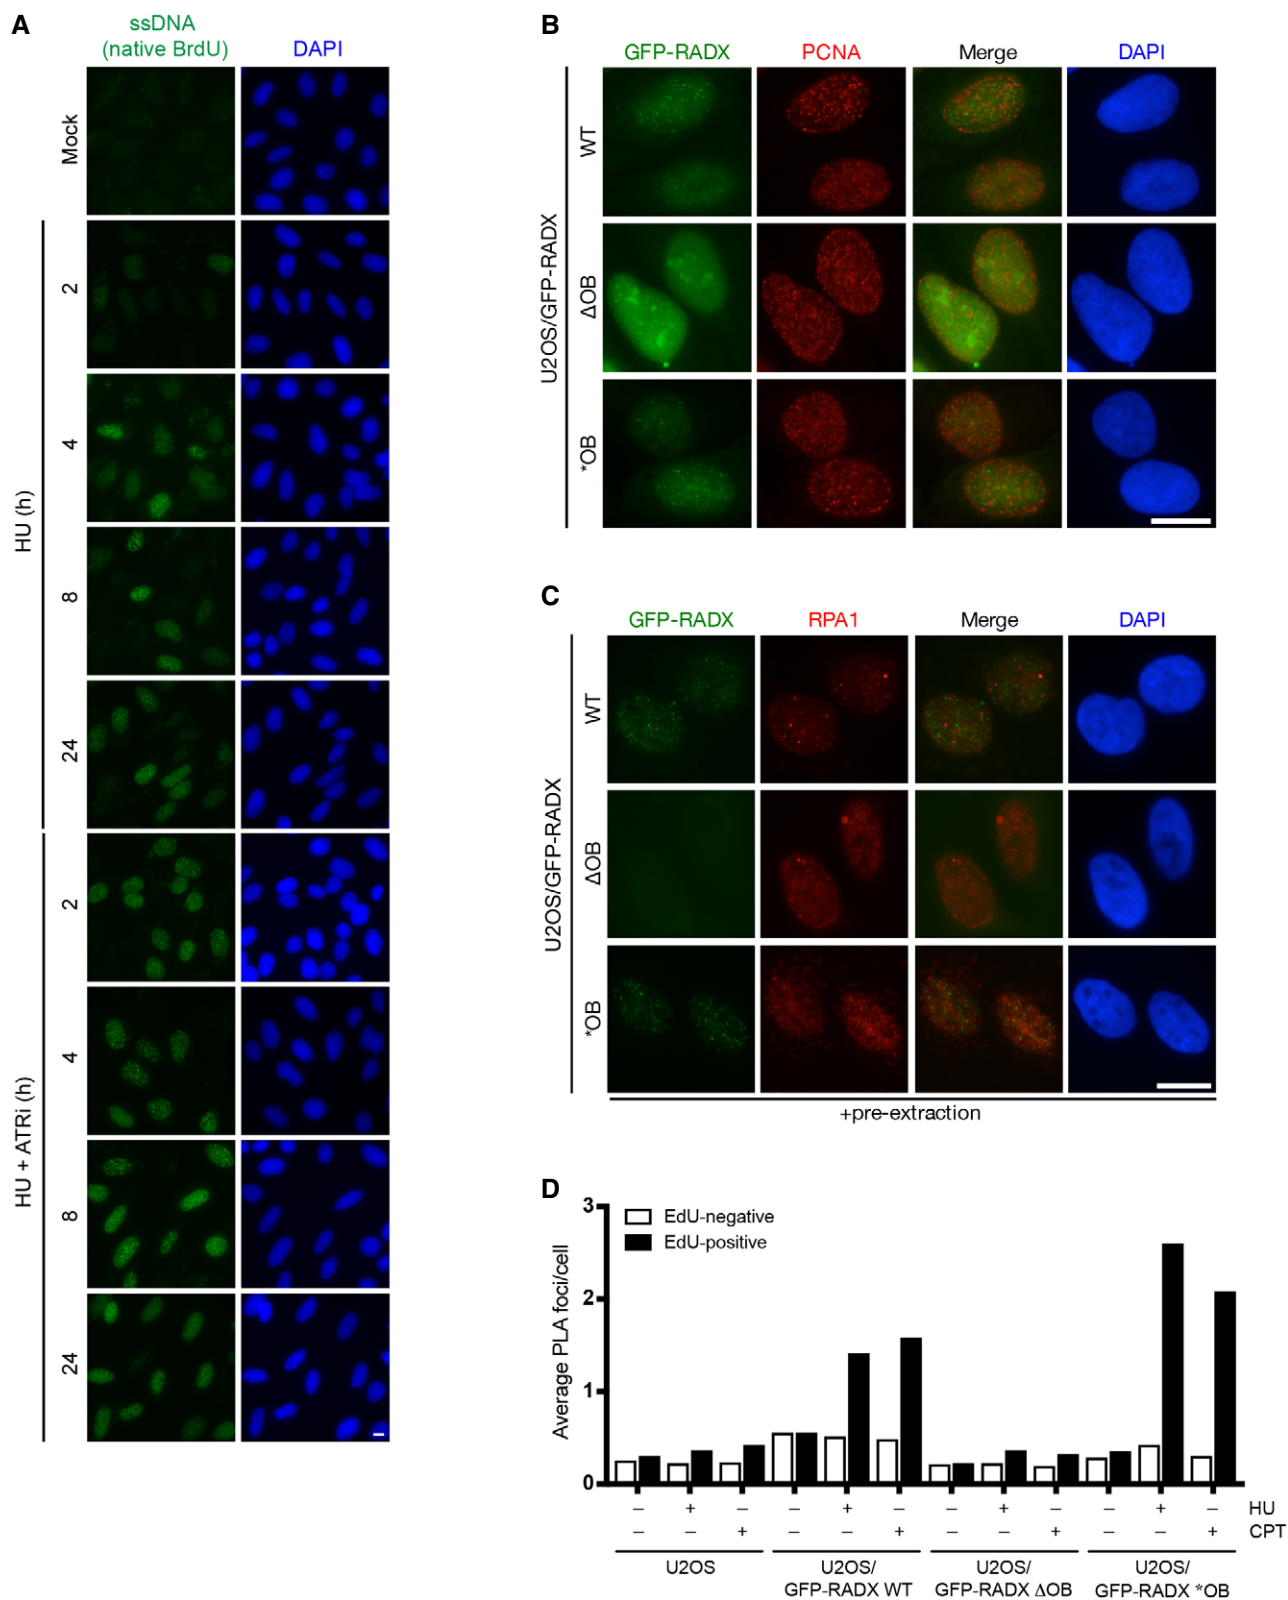 A
ssDNA
(native BrdU)
DAPI
Mock
HU (h)
2
4
8
24
HU + ATRi (h)
2
4
8
24
B
GFP-RADX
PCNA
Merge
DAPI
U2OS/GFP-RADX
WT
ΔOB
*OB
C
GFP-RADX
RPA1
Merge
DAPI
U2OS/GFP-RADX
WT
ΔOB
*OB
+pre-extraction
D
Average PLA foci/cell
3
2
1
0
EdU-negative
EdU-positive
– + – – + – – + – – + – HU
– – + – – + – – + – – + CPT
U2OS
U2OS/
GFP-RADX WT
U2OS/
GFP-RADX ΔOB
U2OS/
GFP-RADX *OB